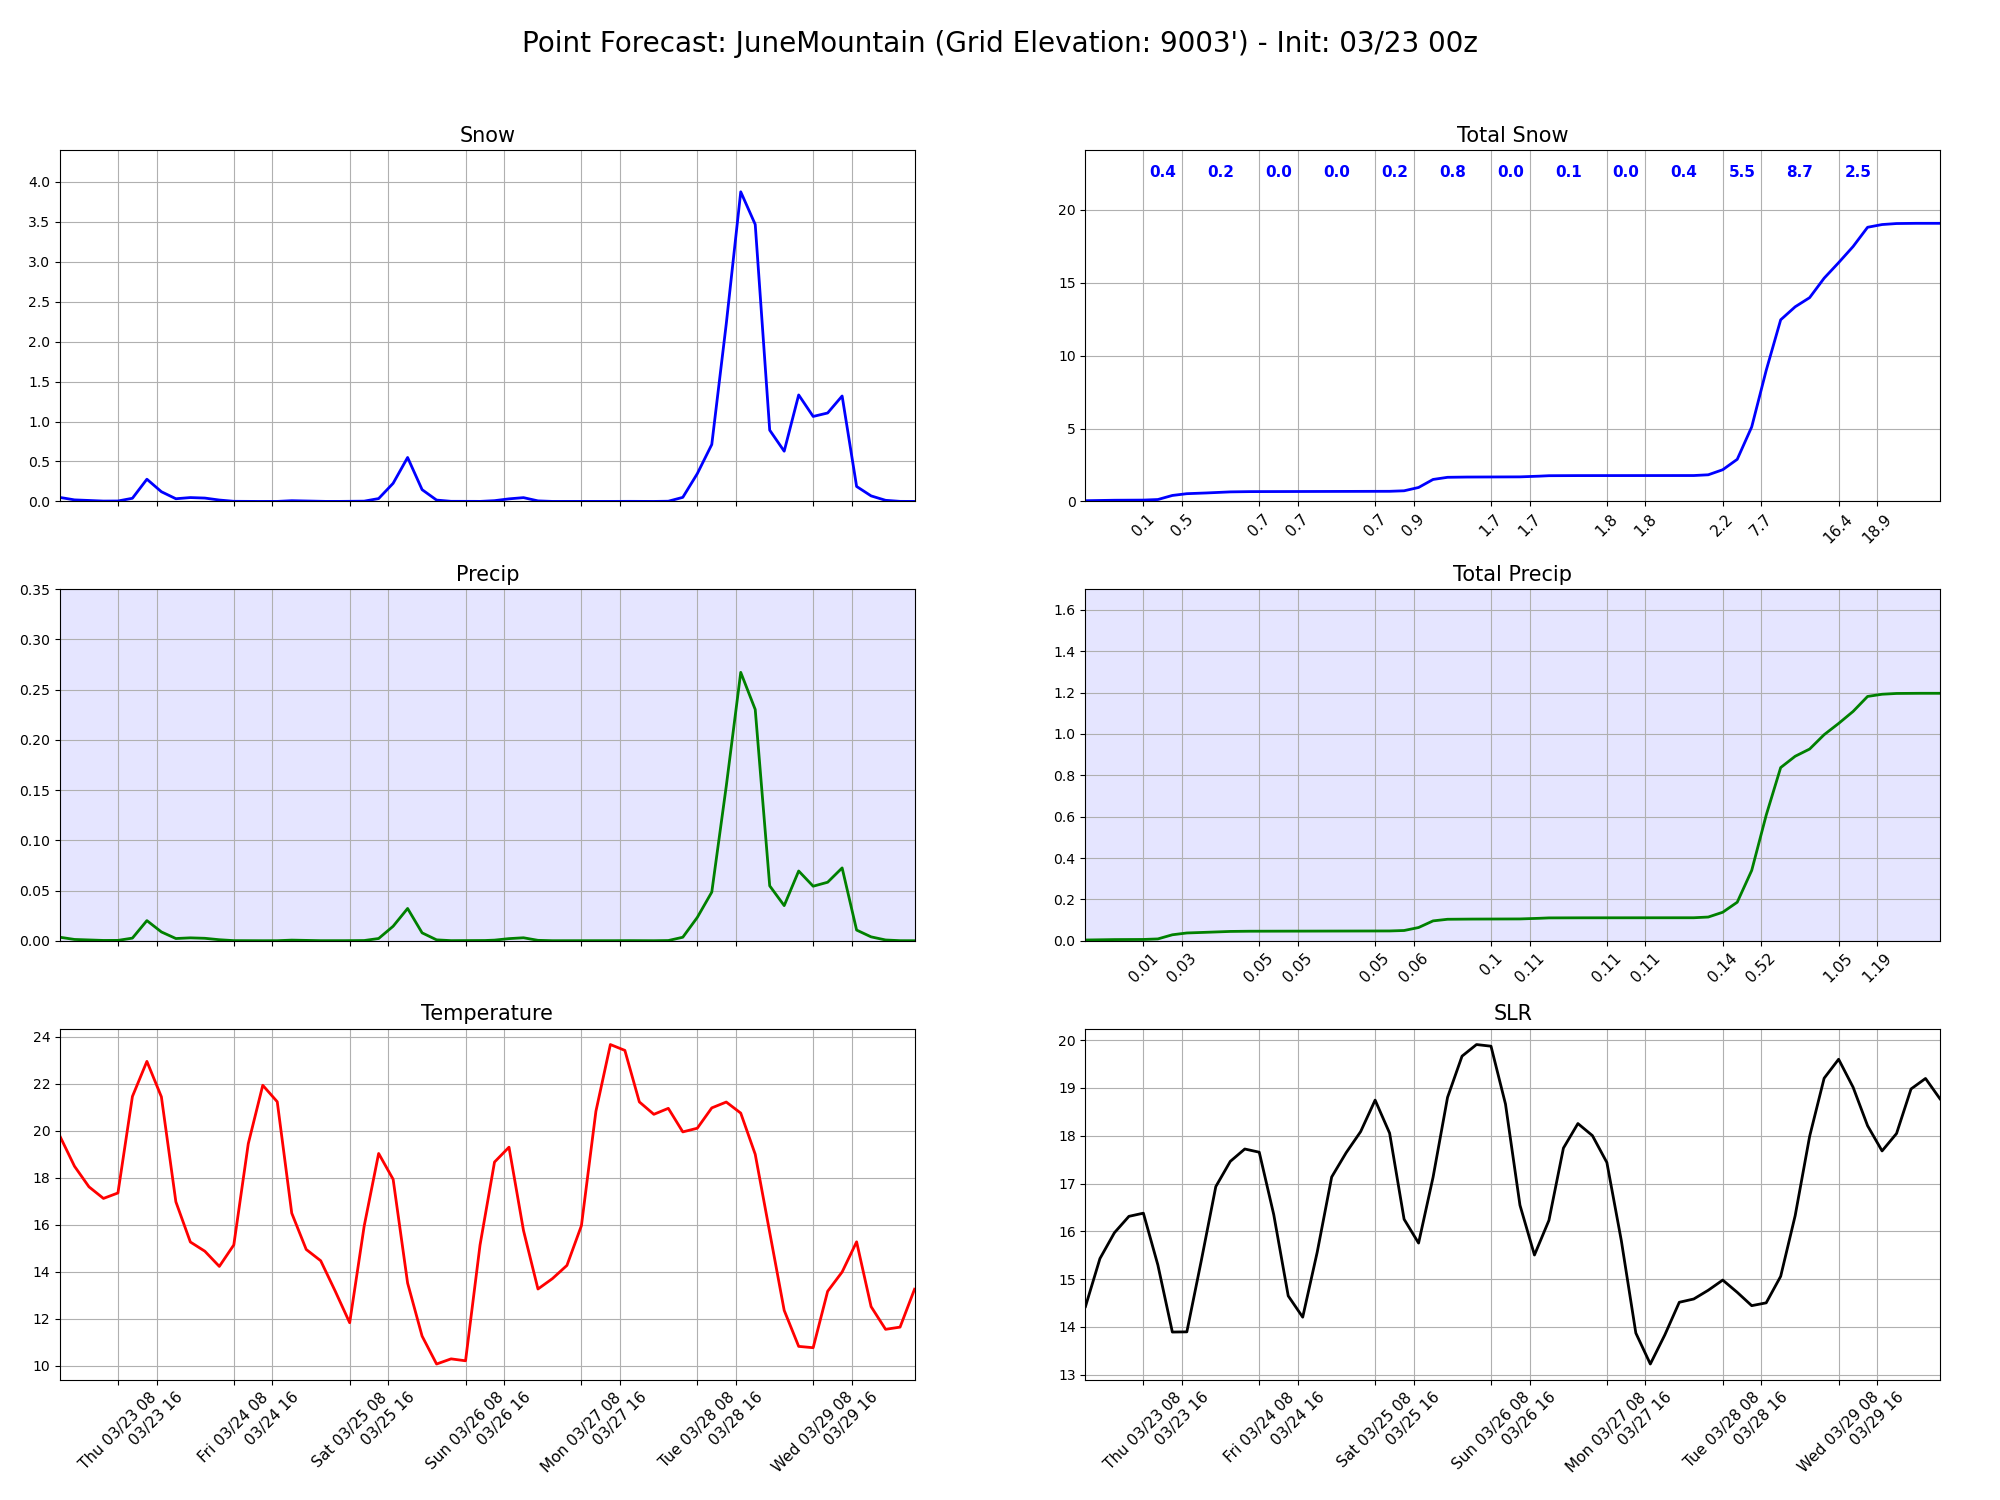 Point Forecast: JuneMountain (Grid Elevation: 9003') - Init: 03/23 00z
Snow
4.0
3.5
3.0
2.5
2.0
1.5
1.0
0.5
0.0
Total Snow
0.4 0.2 0.0 0.0 0.2 0.8 0.0 0.1 0.0 0.4 5.5 8.7 2.5
20
15
10
5
0
0.1 0.5 0.7 0.7 0.7 0.9 1.7 1.7 1.8 1.8 2.2 7.7 16.4 18.9
Precip
0.35
0.30
0.25
0.20
0.15
0.10
0.05
0.00
Total Precip
1.6
1.4
1.2
1.0
0.8
0.6
0.4
0.2
0.0
0.01 0.03 0.05 0.05 0.05 0.06 0.1 0.11 0.11 0.11 0.14 0.52 1.05 1.19
Temperature
24
22
20
18
16
14
12
10
Thu 03/23 08
03/23 16
Fri 03/24 08
03/24 16
Sat 03/25 08
03/25 16
Sun 03/26 08
03/26 16
Mon 03/27 08
03/27 16
Tue 03/28 08
03/28 16
Wed 03/29 08
03/29 16
SLR
20
19
18
17
16
15
14
13
Thu 03/23 08
03/23 16
Fri 03/24 08
03/24 16
Sat 03/25 08
03/25 16
Sun 03/26 08
03/26 16
Mon 03/27 08
03/27 16
Tue 03/28 08
03/28 16
Wed 03/29 08
03/29 16